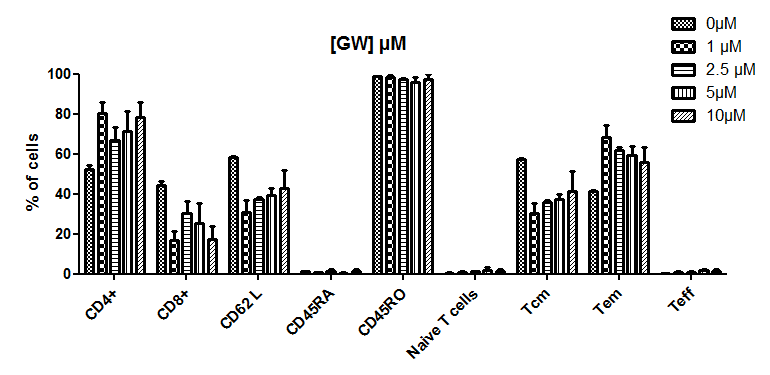 [GW] µM
0µM
1 µM
2.5 µM
5µM
10µM
% of cells
100
80
60
40
20
0
CD4+
CD8+
CD62 L
CD45RA
CD45RO
Naive T cells
Tcm
Tem
Teff